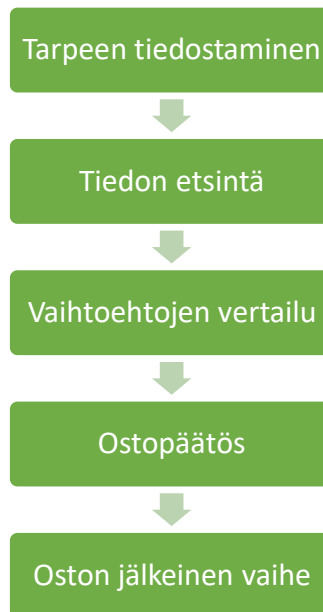 Tarpeen tiedostaminen
Tiedon etsintä
Vaihtoehtojen vertailu
Ostopäätös
Oston jälkeinen vaihe